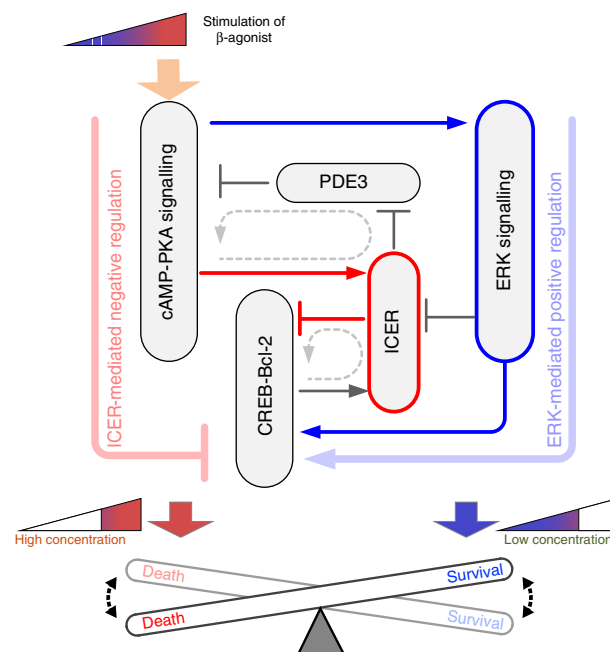 Stimulation of
β-agonist
ICER-mediated negative regulation
cAMP-PKA signalling
PDE3
ERK signalling
ERK-mediated positive regulation
ICER
CREB-Bcl-2
High concentration
Low concentration
Death
Survival
Death
Survival